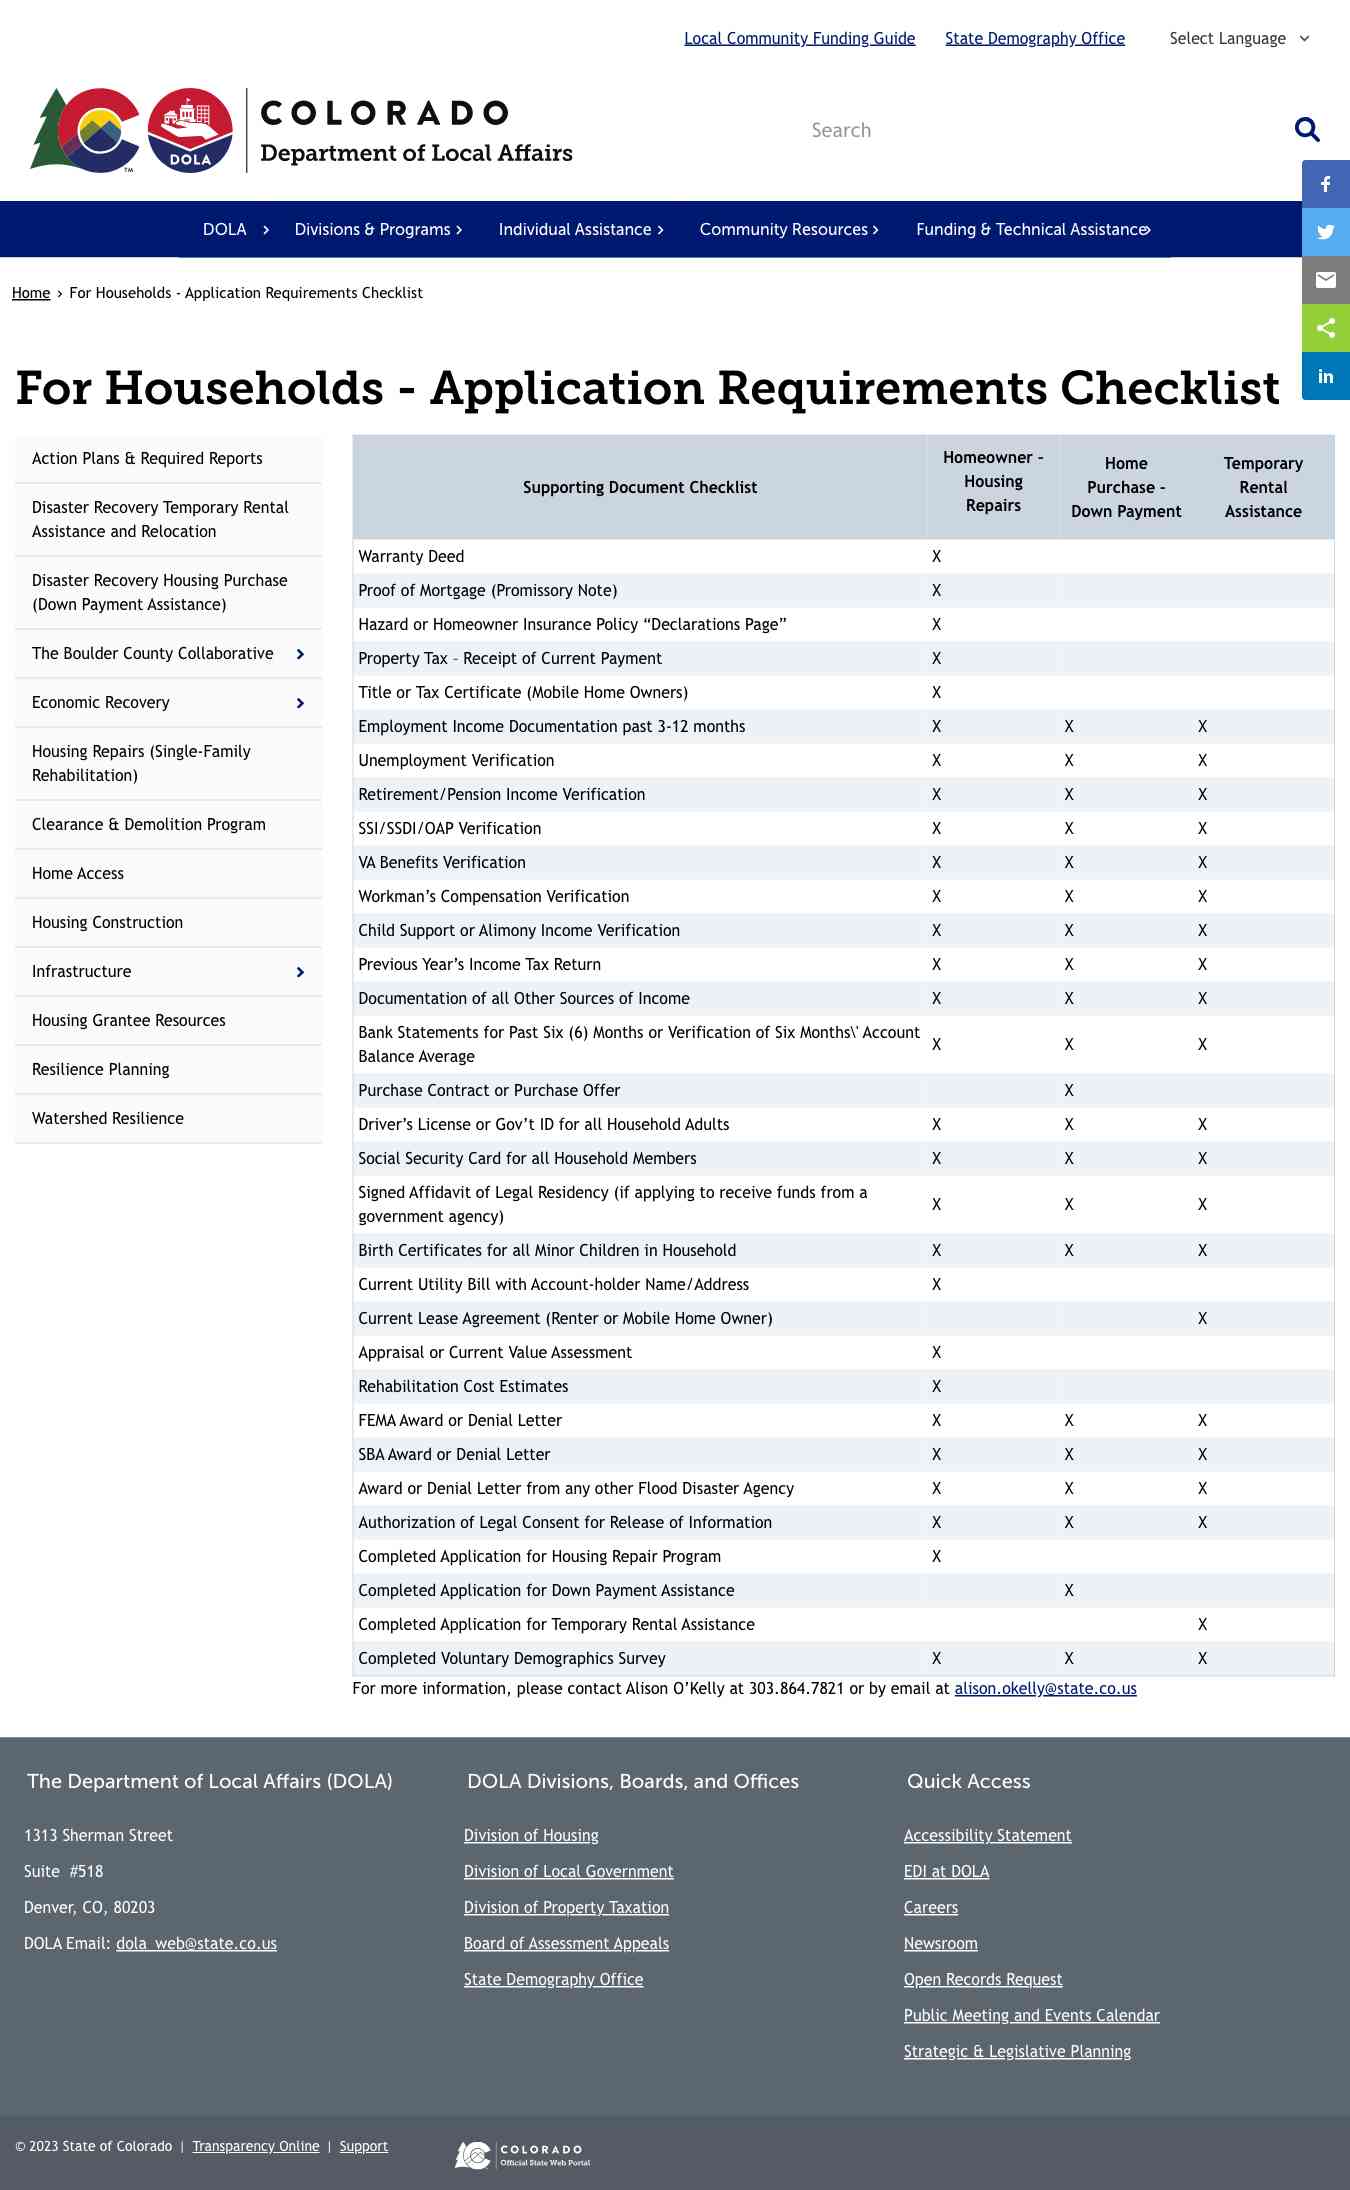 Local Community Funding Guide State Demography Office Select Language
COLORADO
Department of Local Affairs
DOLA
TM
Search
DOLA Divisions & Programs Individual Assistance Community Resources Funding & Technical Assistance
Home › For Households - Application Requirements Checklist
For Households - Application Requirements Checklist
Action Plans & Required Reports
Disaster Recovery Temporary Rental
Assistance and Relocation
Disaster Recovery Housing Purchase
(Down Payment Assistance)
The Boulder County Collaborative
Economic Recovery
Housing Repairs (Single-Family
Rehabilitation)
Clearance & Demolition Program
Home Access
Housing Construction
Infrastructure
Housing Grantee Resources
Resilience Planning
Watershed Resilience
Supporting Document Checklist
Homeowner –
Housing
Repairs
Home
Purchase –
Down Payment
Temporary
Rental
Assistance
Warranty Deed X
Proof of Mortgage (Promissory Note) X
Hazard or Homeowner Insurance Policy “Declarations Page” X
Property Tax – Receipt of Current Payment X
Title or Tax Certificate (Mobile Home Owners) X
Employment Income Documentation past 3-12 months X X X
Unemployment Verification X X X
Retirement/Pension Income Verification X X X
SSI/SSDI/OAP Verification X X X
VA Benefits Verification X X X
Workman’s Compensation Verification X X X
Child Support or Alimony Income Verification X X X
Previous Year’s Income Tax Return X X X
Documentation of all Other Sources of Income X X X
Bank Statements for Past Six (6) Months or Verification of Six Months\' Account
Balance Average X X X
Purchase Contract or Purchase Offer X
Driver’s License or Gov’t ID for all Household Adults X X X
Social Security Card for all Household Members X X X
Signed Affidavit of Legal Residency (if applying to receive funds from a
government agency) X X X
Birth Certificates for all Minor Children in Household X X X
Current Utility Bill with Account-holder Name/Address X
Current Lease Agreement (Renter or Mobile Home Owner) X
Appraisal or Current Value Assessment X
Rehabilitation Cost Estimates X
FEMA Award or Denial Letter X X X
SBA Award or Denial Letter X X X
Award or Denial Letter from any other Flood Disaster Agency X X X
Authorization of Legal Consent for Release of Information X X X
Completed Application for Housing Repair Program X
Completed Application for Down Payment Assistance X
Completed Application for Temporary Rental Assistance X
Completed Voluntary Demographics Survey X X X
For more information, please contact Alison O’Kelly at 303.864.7821 or by email at alison.okelly@state.co.us
The Department of Local Affairs (DOLA)
1313 Sherman Street
Suite #518
Denver, CO, 80203
DOLA Email: dola_web@state.co.us
DOLA Divisions, Boards, and Offices
Division of Housing
Division of Local Government
Division of Property Taxation
Board of Assessment Appeals
State Demography Office
Quick Access
Accessibility Statement
EDI at DOLA
Careers
Newsroom
Open Records Request
Public Meeting and Events Calendar
Strategic & Legislative Planning
© 2023 State of Colorado | Transparency Online | Support
COLORADO
Official State Web Portal